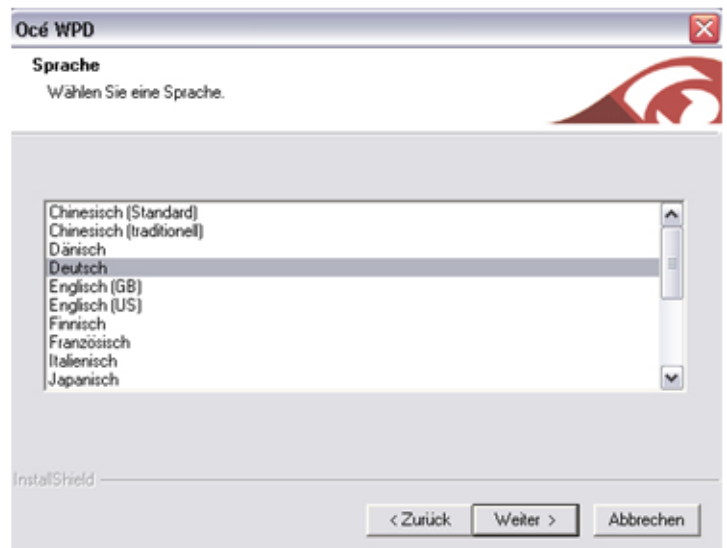 Océ WPD
Sprache
Wählen Sie eine Sprache.
Chinesisch (Standard)
Chinesisch (traditionell)
Dänisch
Deutsch
Englisch (GB)
Englisch (US)
Finnisch
Französisch
Italienisch
Japanisch
InstallShield
< Zurück Weiter > Abbrechen